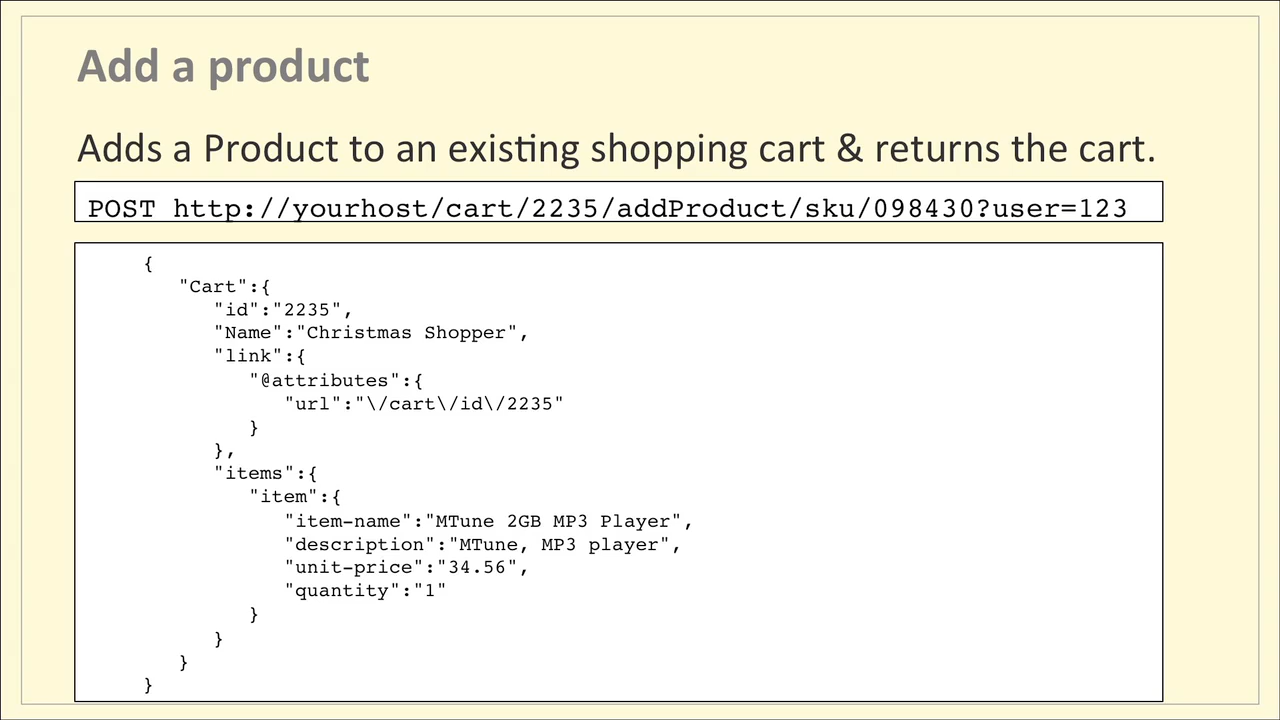 Add a product
Adds a Product to an existing shopping cart & returns the cart.
POST http://yourhost/cart/2235/addProduct/sku/098430?user=123
{
"Cart":{
"id":"2235",
"Name":"Christmas Shopper",
"link":{
"@attributes":{
"url":"\/cart\/id\/2235"
}
},
"items":{
"item":{
"item-name":"MTune 2GB MP3 Player",
"description":"MTune, MP3 player",
"unit-price":"34.56",
"quantity":"1"
}
}
}
}